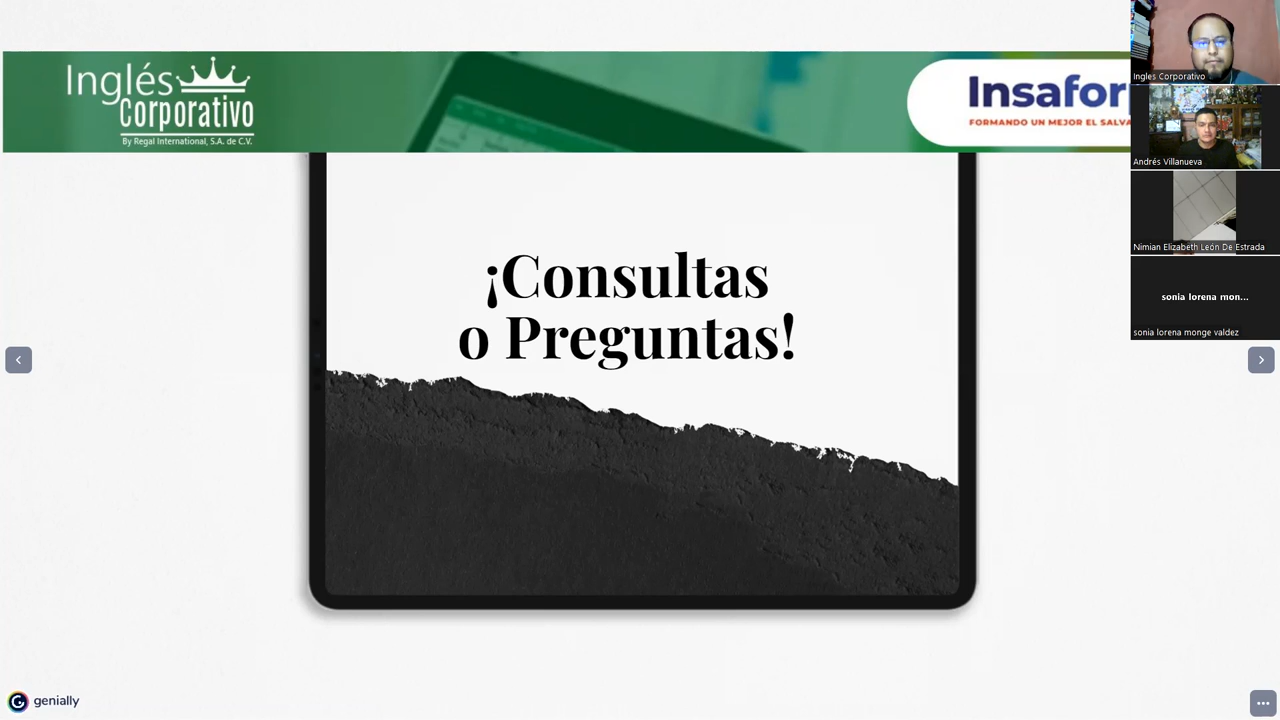 Inglés
Corporativo
By Regal International, S.A. de C.V.
Insafor
FORMANDO UN MEJOR EL SALVA
¡Consultas
o Preguntas!
Ingles Corporativo
Andrés Villanueva
Nimian Elizabeth León De Estrada
sonia lorena mon...
sonia lorena monge valdez
genially